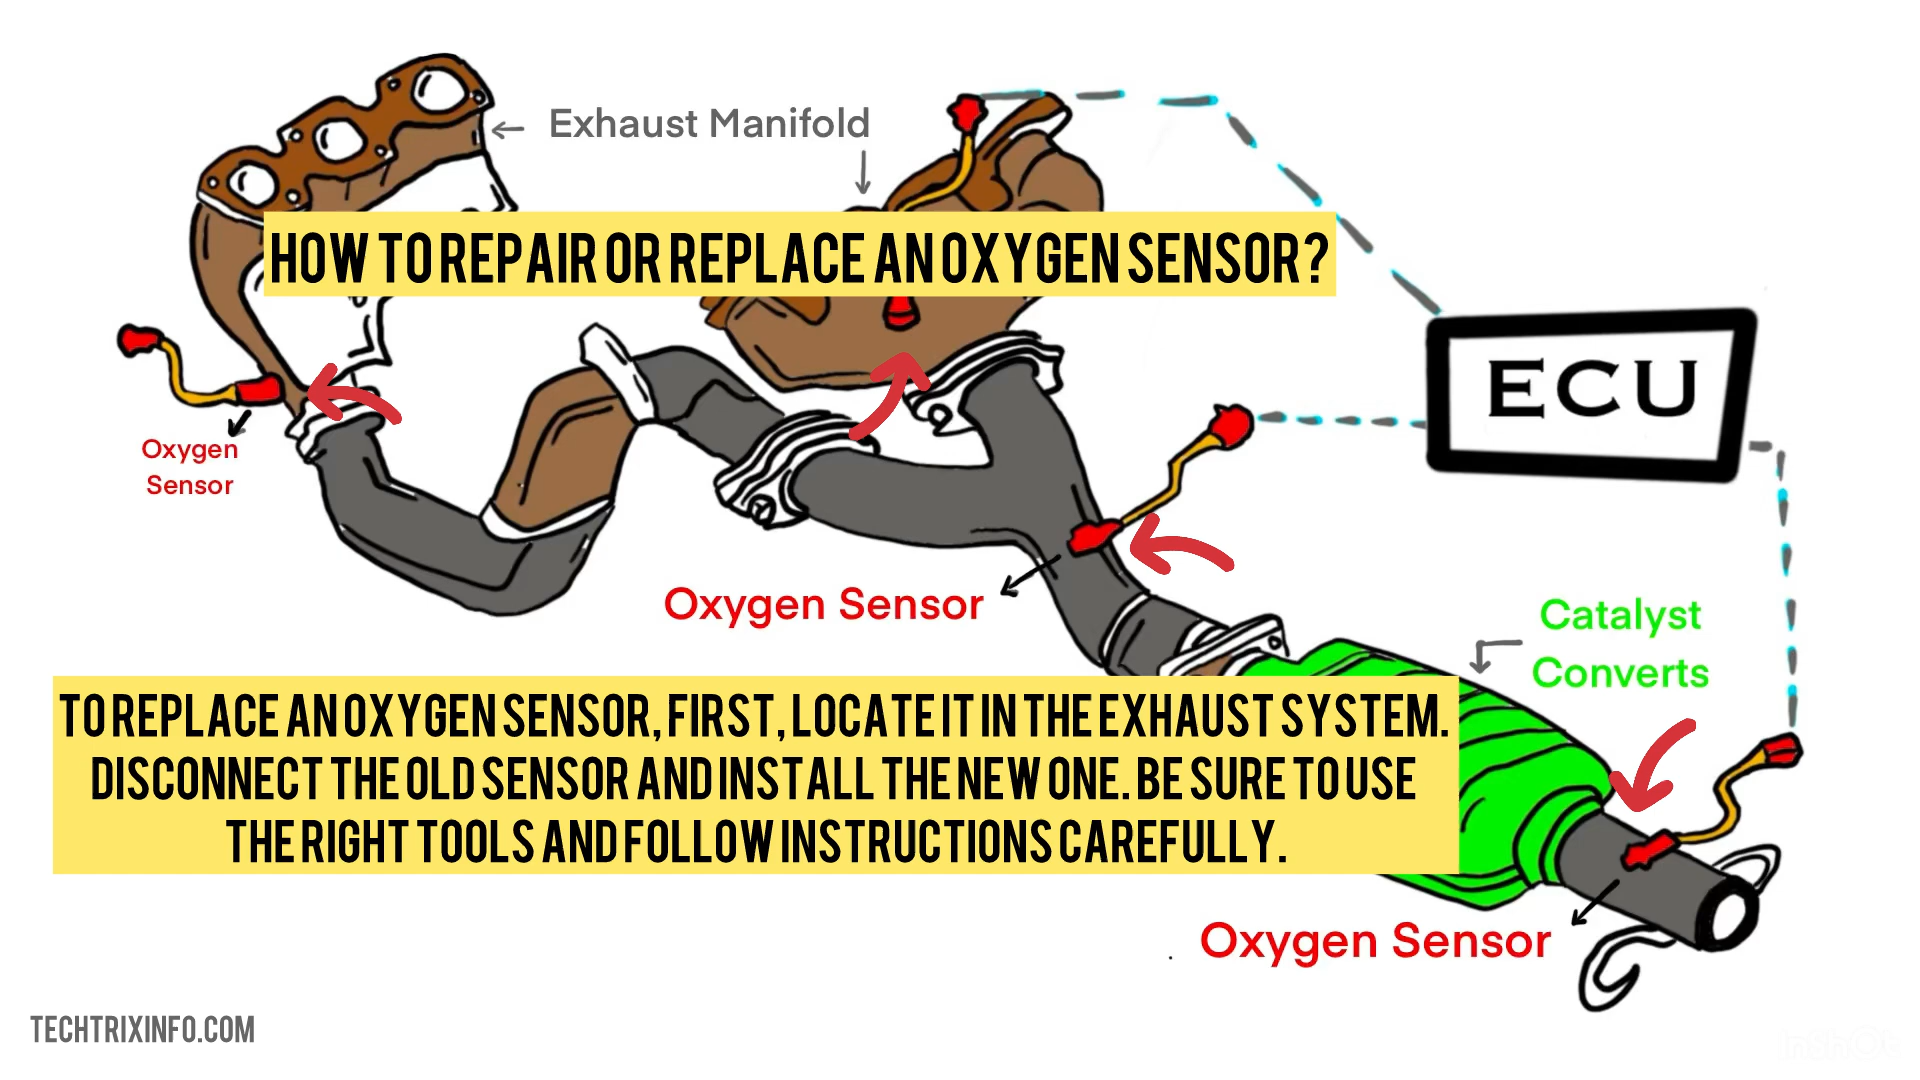 Exhaust Manifold
HOW TO REPAIR OR REPLACE AN OXYGEN SENSOR?
ECU
Oxygen
Sensor
Oxygen Sensor
Catalyst
Converts
TO REPLACE AN OXYGEN SENSOR, FIRST, LOCATE IT IN THE EXHAUST SYSTEM.
DISCONNECT THE OLD SENSOR AND INSTALL THE NEW ONE. BE SURE TO USE
THE RIGHT TOOLS AND FOLLOW INSTRUCTIONS CAREFULLY.
Oxygen Sensor
TECHTRIXINFO.COM
InShOt